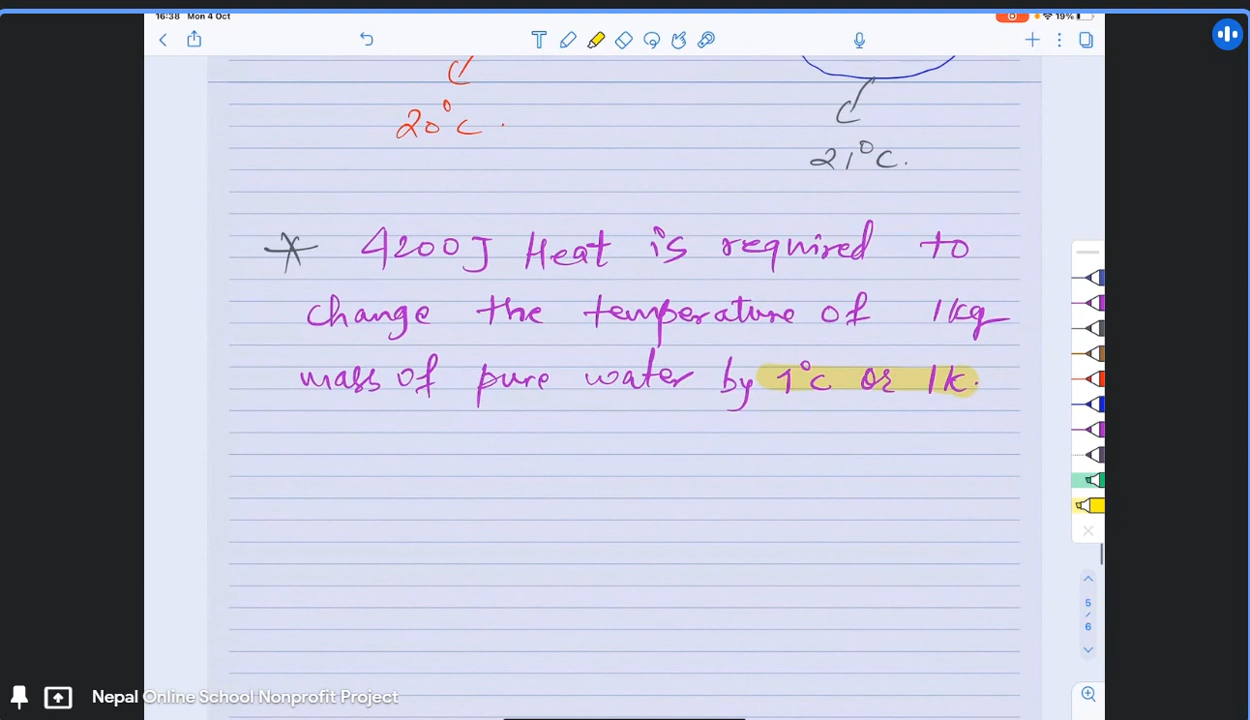 16:38 Mon 4 Oct
19%
20°C.
21°C.
4200J Heat is required to
change the temperature of 1kg
mass of pure water by 1°c or 1k.
5
/
6
Nepal Online School Nonprofit Project